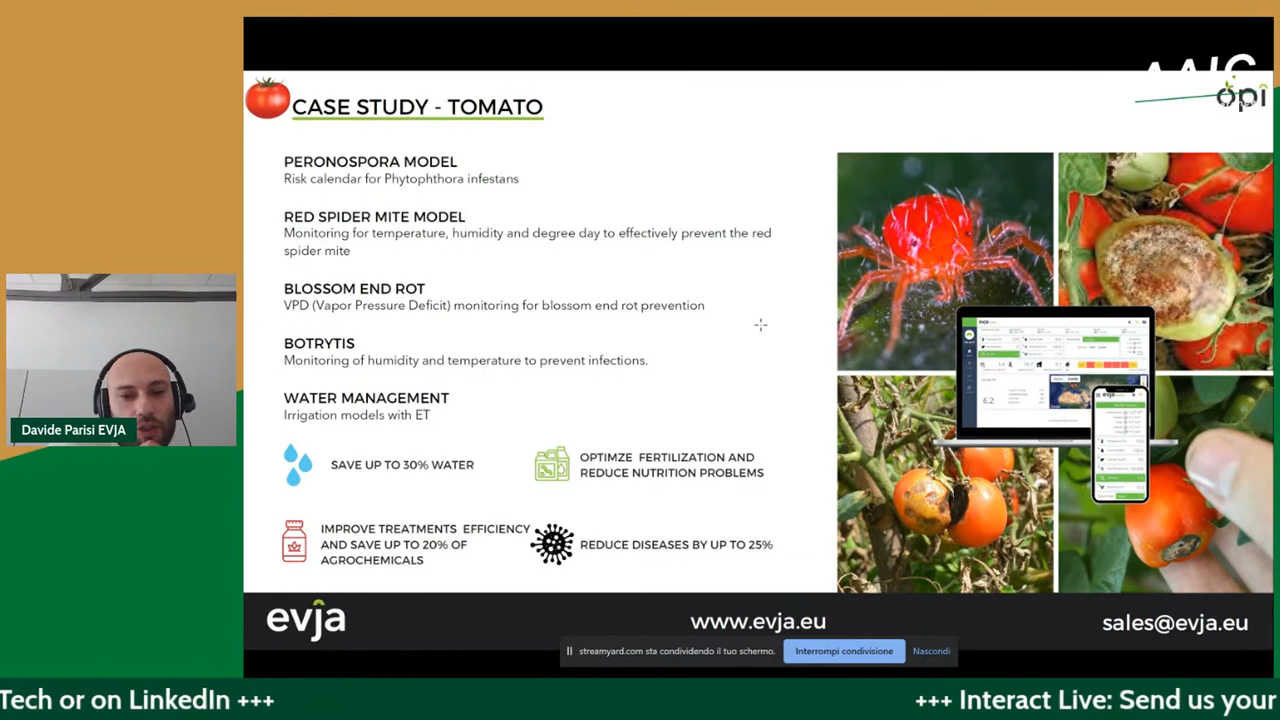 opi
CASE STUDY - TOMATO
PERONOSPORA MODEL
Risk calendar for Phytophthora infestans
RED SPIDER MITE MODEL
Monitoring for temperature, humidity and degree day to effectively prevent the red
spider mite
BLOSSOM END ROT
VPD (Vapor Pressure Deficit) monitoring for blossom end rot prevention
BOTRYTIS
Monitoring of humidity and temperature to prevent infections.
WATER MANAGEMENT
Irrigation models with ET
SAVE UP TO 30% WATER
OPTIMZE FERTILIZATION AND
REDUCE NUTRITION PROBLEMS
IMPROVE TREATMENTS EFFICIENCY
AND SAVE UP TO 20% OF
AGROCHEMICALS
REDUCE DISEASES BY UP TO 25%
evja
6.2
Davide Parisi EVJA
evja
www.evja.eu
sales@evja.eu
streamyard.com sta condividendo il tuo schermo.
Interrompi condivisione
Nascondi
Tech or on LinkedIn +++
+++ Interact Live: Send us your